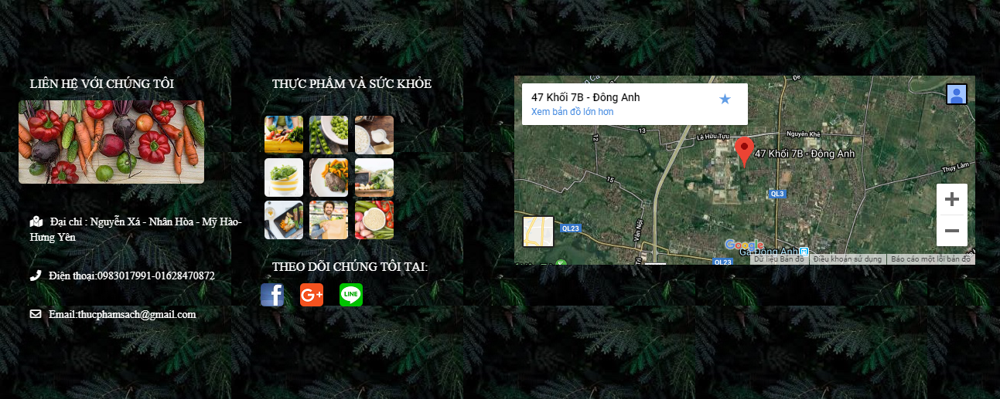 LIÊN HỆ VỚI CHÚNG TÔI
Địa chỉ : Nguyễn Xá - Nhân Hòa - Mỹ Hào-
Hưng Yên
Điện thoại:0983017991-01628470872
Email:thucphamsach@gmail.com
THỰC PHẨM VÀ SỨC KHỎE
THEO DÕI CHÚNG TÔI TẠI:
f
G+
LINE
47 Khối 7B - Đông Anh
Xem bản đồ lớn hơn
13
12
Lê Hữu Tựu
Nguyên Khê
47 Khối 7B - Đông Anh
Thụy Lâm
15
QL3
QL23
Vân Nội
Google
Ga Đông Anh
QL23
Dữ liệu Bản đồ
Điều khoản sử dụng
Báo cáo một lỗi bản đồ